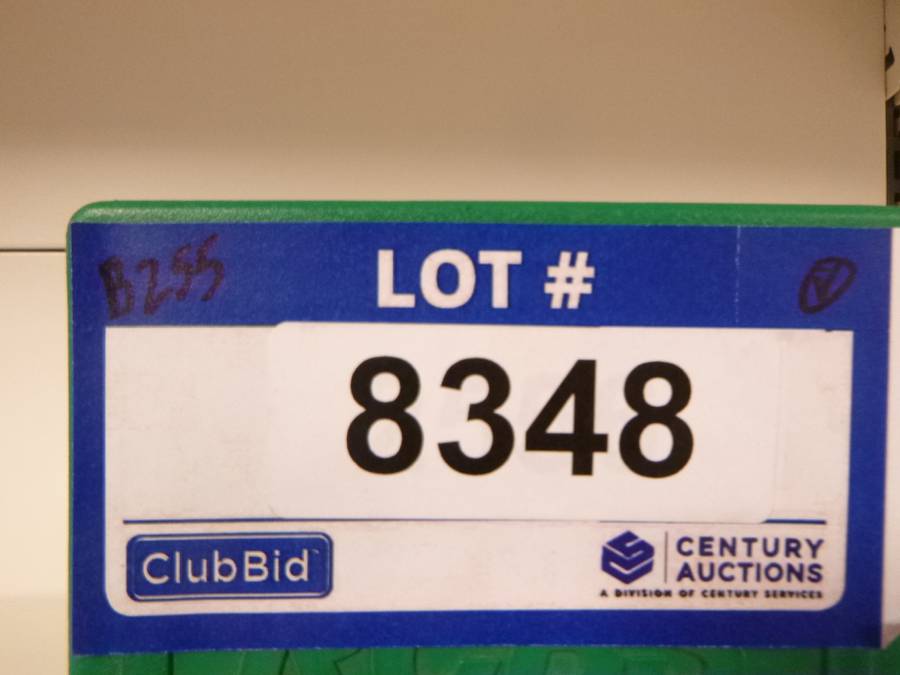 B255
LOT #
8348
ClubBid
CENTURY
AUCTIONS
A DIVISION OF CENTURY SERVICES